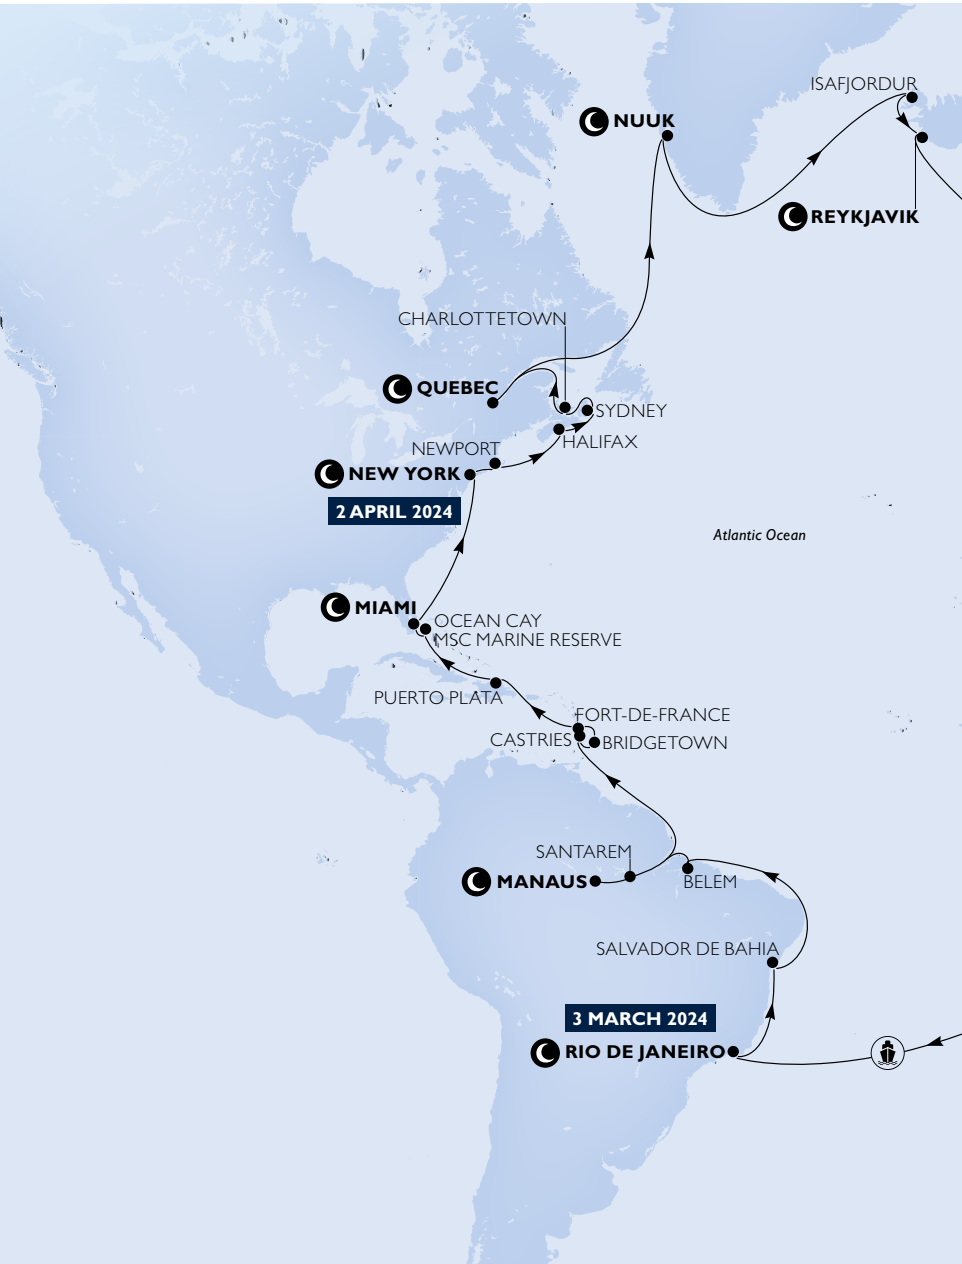 ISAFJORDUR
NUUK
REYKJAVIK
CHARLOTTETOWN
QUEBEC
SYDNEY
HALIFAX
NEWPORT
NEW YORK
2 APRIL 2024
Atlantic Ocean
MIAMI
OCEAN CAY
MSC MARINE RESERVE
PUERTO PLATA
FORT-DE-FRANCE
CASTRIES
BRIDGETOWN
SANTAREM
MANAUS
BELEM
SALVADOR DE BAHIA
3 MARCH 2024
RIO DE JANEIRO